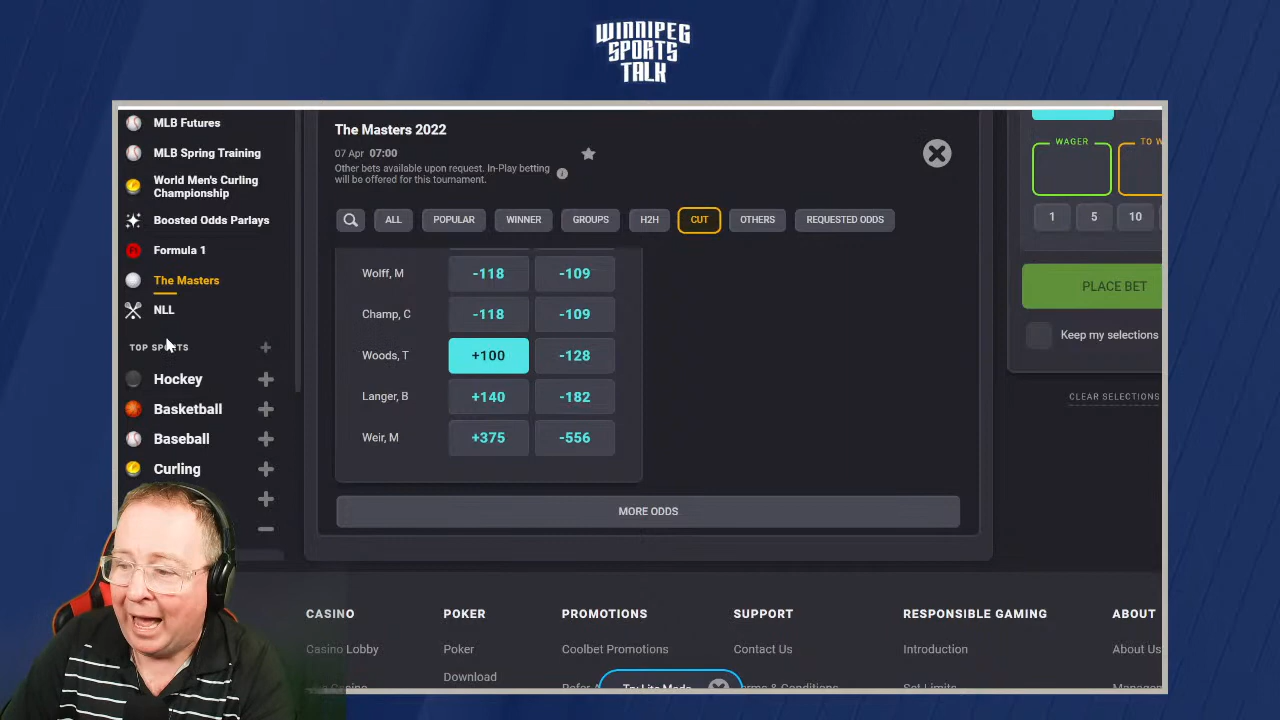 WINNIPEG
SPORTS
TALK
MLB Futures
MLB Spring Training
World Men's Curling
Championship
Boosted Odds Parlays
Formula 1
The Masters
NLL
TOP SPORTS
Hockey
Basketball
Baseball
Curling
The Masters 2022
07 Apr 07:00
Other bets available upon request. In-Play betting
will be offered for this tournament.
ALL POPULAR WINNER GROUPS H2H CUT OTHERS REQUESTED ODDS
Wolff, M -118 -109
Champ, C -118 -109
Woods, T +100 -128
Langer, B +140 -182
Weir, M +375 -556
MORE ODDS
WAGER TO W
1 5 10
PLACE BET
Keep my selections
CLEAR SELECTIONS
CASINO POKER PROMOTIONS SUPPORT RESPONSIBLE GAMING ABOUT
Casino Lobby Poker Coolbet Promotions Contact Us Introduction About Us
Download
Try Lite Mode